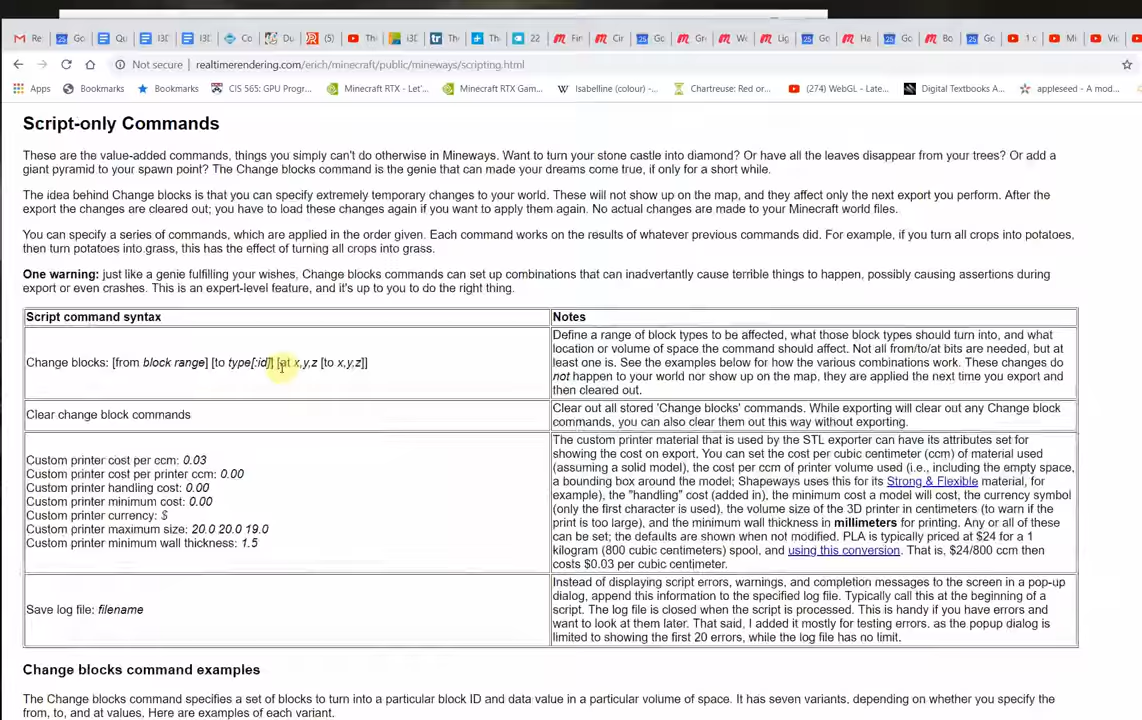 Re
Go
Qu
I3D
I3D
Co
Du
(5)
Th
i3D
Th
The
22
Fir
Cir
Go
Gr
We
Lig
Go
Ha
Go
Bo
Go
1 c
Mi
Vic
Not secure | realtimerendering.com/erich/minecraft/public/mineways/scripting.html
Apps Bookmarks Bookmarks CIS 565: GPU Progr... Minecraft RTX - Let'... Minecraft RTX Gam... Isabelline (colour) -... Chartreuse: Red or... (274) WebGL - Late... Digital Textbooks A... appleseed - A mod...
Script-only Commands
These are the value-added commands, things you simply can't do otherwise in Mineways. Want to turn your stone castle into diamond? Or have all the leaves disappear from your trees? Or add a
giant pyramid to your spawn point? The Change blocks command is the genie that can made your dreams come true, if only for a short while.
The idea behind Change blocks is that you can specify extremely temporary changes to your world. These will not show up on the map, and they affect only the next export you perform. After the
export the changes are cleared out; you have to load these changes again if you want to apply them again. No actual changes are made to your Minecraft world files.
You can specify a series of commands, which are applied in the order given. Each command works on the results of whatever previous commands did. For example, if you turn all crops into potatoes,
then turn potatoes into grass, this has the effect of turning all crops into grass.
One warning: just like a genie fulfilling your wishes, Change blocks commands can set up combinations that can inadvertantly cause terrible things to happen, possibly causing assertions during
export or even crashes. This is an expert-level feature, and it's up to you to do the right thing.
Script command syntax
Notes
Change blocks: [from block range] [to type[:id]] [at x,y,z [to x,y,z]]
Define a range of block types to be affected, what those block types should turn into, and what
location or volume of space the command should affect. Not all from/to/at bits are needed, but at
least one is. See the examples below for how the various combinations work. These changes do
not happen to your world nor show up on the map, they are applied the next time you export and
then cleared out.
Clear change block commands
Clear out all stored 'Change blocks' commands. While exporting will clear out any Change block
commands, you can also clear them out this way without exporting.
Custom printer cost per ccm: 0.03
Custom printer cost per printer ccm: 0.00
Custom printer handling cost: 0.00
Custom printer minimum cost: 0.00
Custom printer currency: $
Custom printer maximum size: 20.0 20.0 19.0
Custom printer minimum wall thickness: 1.5
The custom printer material that is used by the STL exporter can have its attributes set for
showing the cost on export. You can set the cost per cubic centimeter (ccm) of material used
(assuming a solid model), the cost per ccm of printer volume used (i.e., including the empty space,
a bounding box around the model; Shapeways uses this for its Strong & Flexible material, for
example), the "handling" cost (added in), the minimum cost a model will cost, the currency symbol
(only the first character is used), the volume size of the 3D printer in centimeters (to warn if the
print is too large), and the minimum wall thickness in millimeters for printing. Any or all of these
can be set; the defaults are shown when not modified. PLA is typically priced at $24 for a 1
kilogram (800 cubic centimeters) spool, and using this conversion. That is, $24/800 ccm then
costs $0.03 per cubic centimeter.
Save log file: filename
Instead of displaying script errors, warnings, and completion messages to the screen in a pop-up
dialog, append this information to the specified log file. Typically call this at the beginning of a
script. The log file is closed when the script is processed. This is handy if you have errors and
want to look at them later. That said, I added it mostly for testing errors. as the popup dialog is
limited to showing the first 20 errors, while the log file has no limit.
Change blocks command examples
The Change blocks command specifies a set of blocks to turn into a particular block ID and data value in a particular volume of space. It has seven variants, depending on whether you specify the
from, to, and at values. Here are examples of each variant.